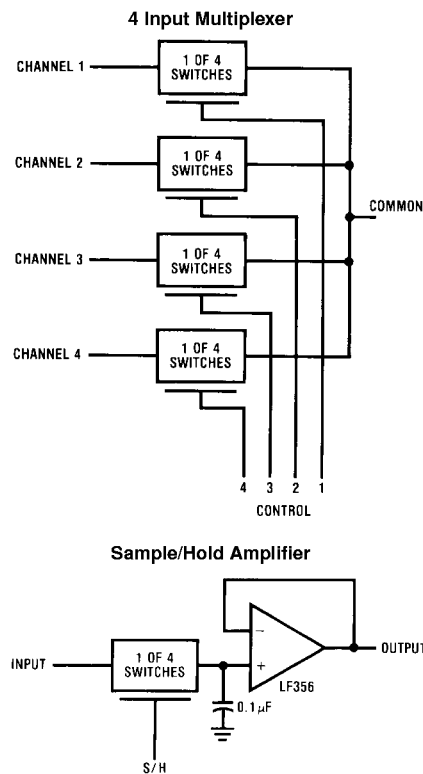 4 Input Multiplexer
CHANNEL 1
1 OF 4
SWITCHES
CHANNEL 2
1 OF 4
SWITCHES
COMMON
CHANNEL 3
1 OF 4
SWITCHES
CHANNEL 4
1 OF 4
SWITCHES
4 3 2 1
CONTROL
Sample/Hold Amplifier
INPUT
1 OF 4
SWITCHES
−
+
LF356
OUTPUT
0.1 μF
S/H